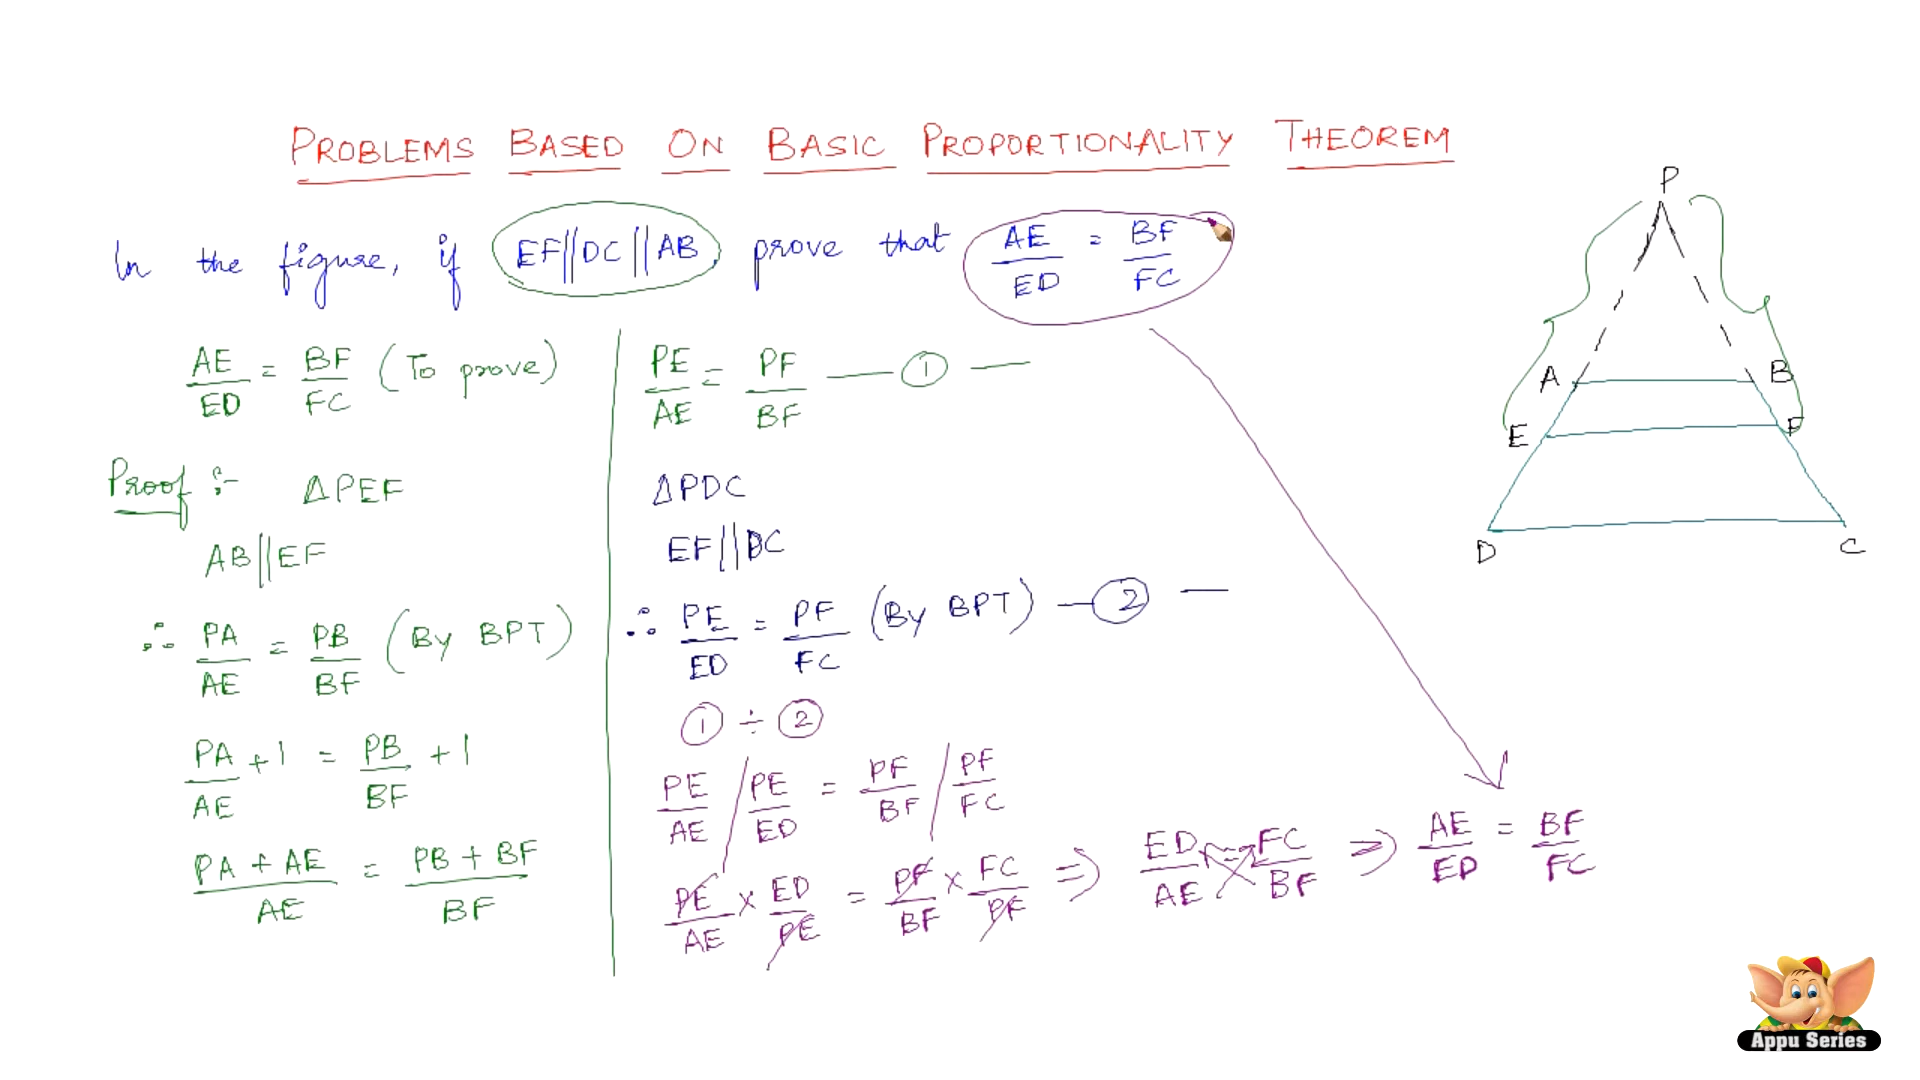 PROBLEMS BASED ON BASIC PROPORTIONALITY THEOREM
In the figure, if EF||DC||AB prove that AE/ED = BF/FC
AE/ED = BF/FC (To prove)
Proof :- ΔPEF
AB||EF
∴ PA/AE = PB/BF (By BPT)
PA/AE + 1 = PB/BF + 1
PA + AE/AE = PB + BF/BF
PE/AE = PF/BF — ① —
ΔPDC
EF||DC
∴ PE/ED = PF/FC (By BPT) — ② —
① ÷ ②
PE/AE / PE/ED = PF/BF / PF/FC
PE/AE × ED/PE = PF/BF × FC/PF ⇒ ED/AE = FC/BF ⇒ AE/ED = BF/FC
P
A B
E F
D C
Appu Series